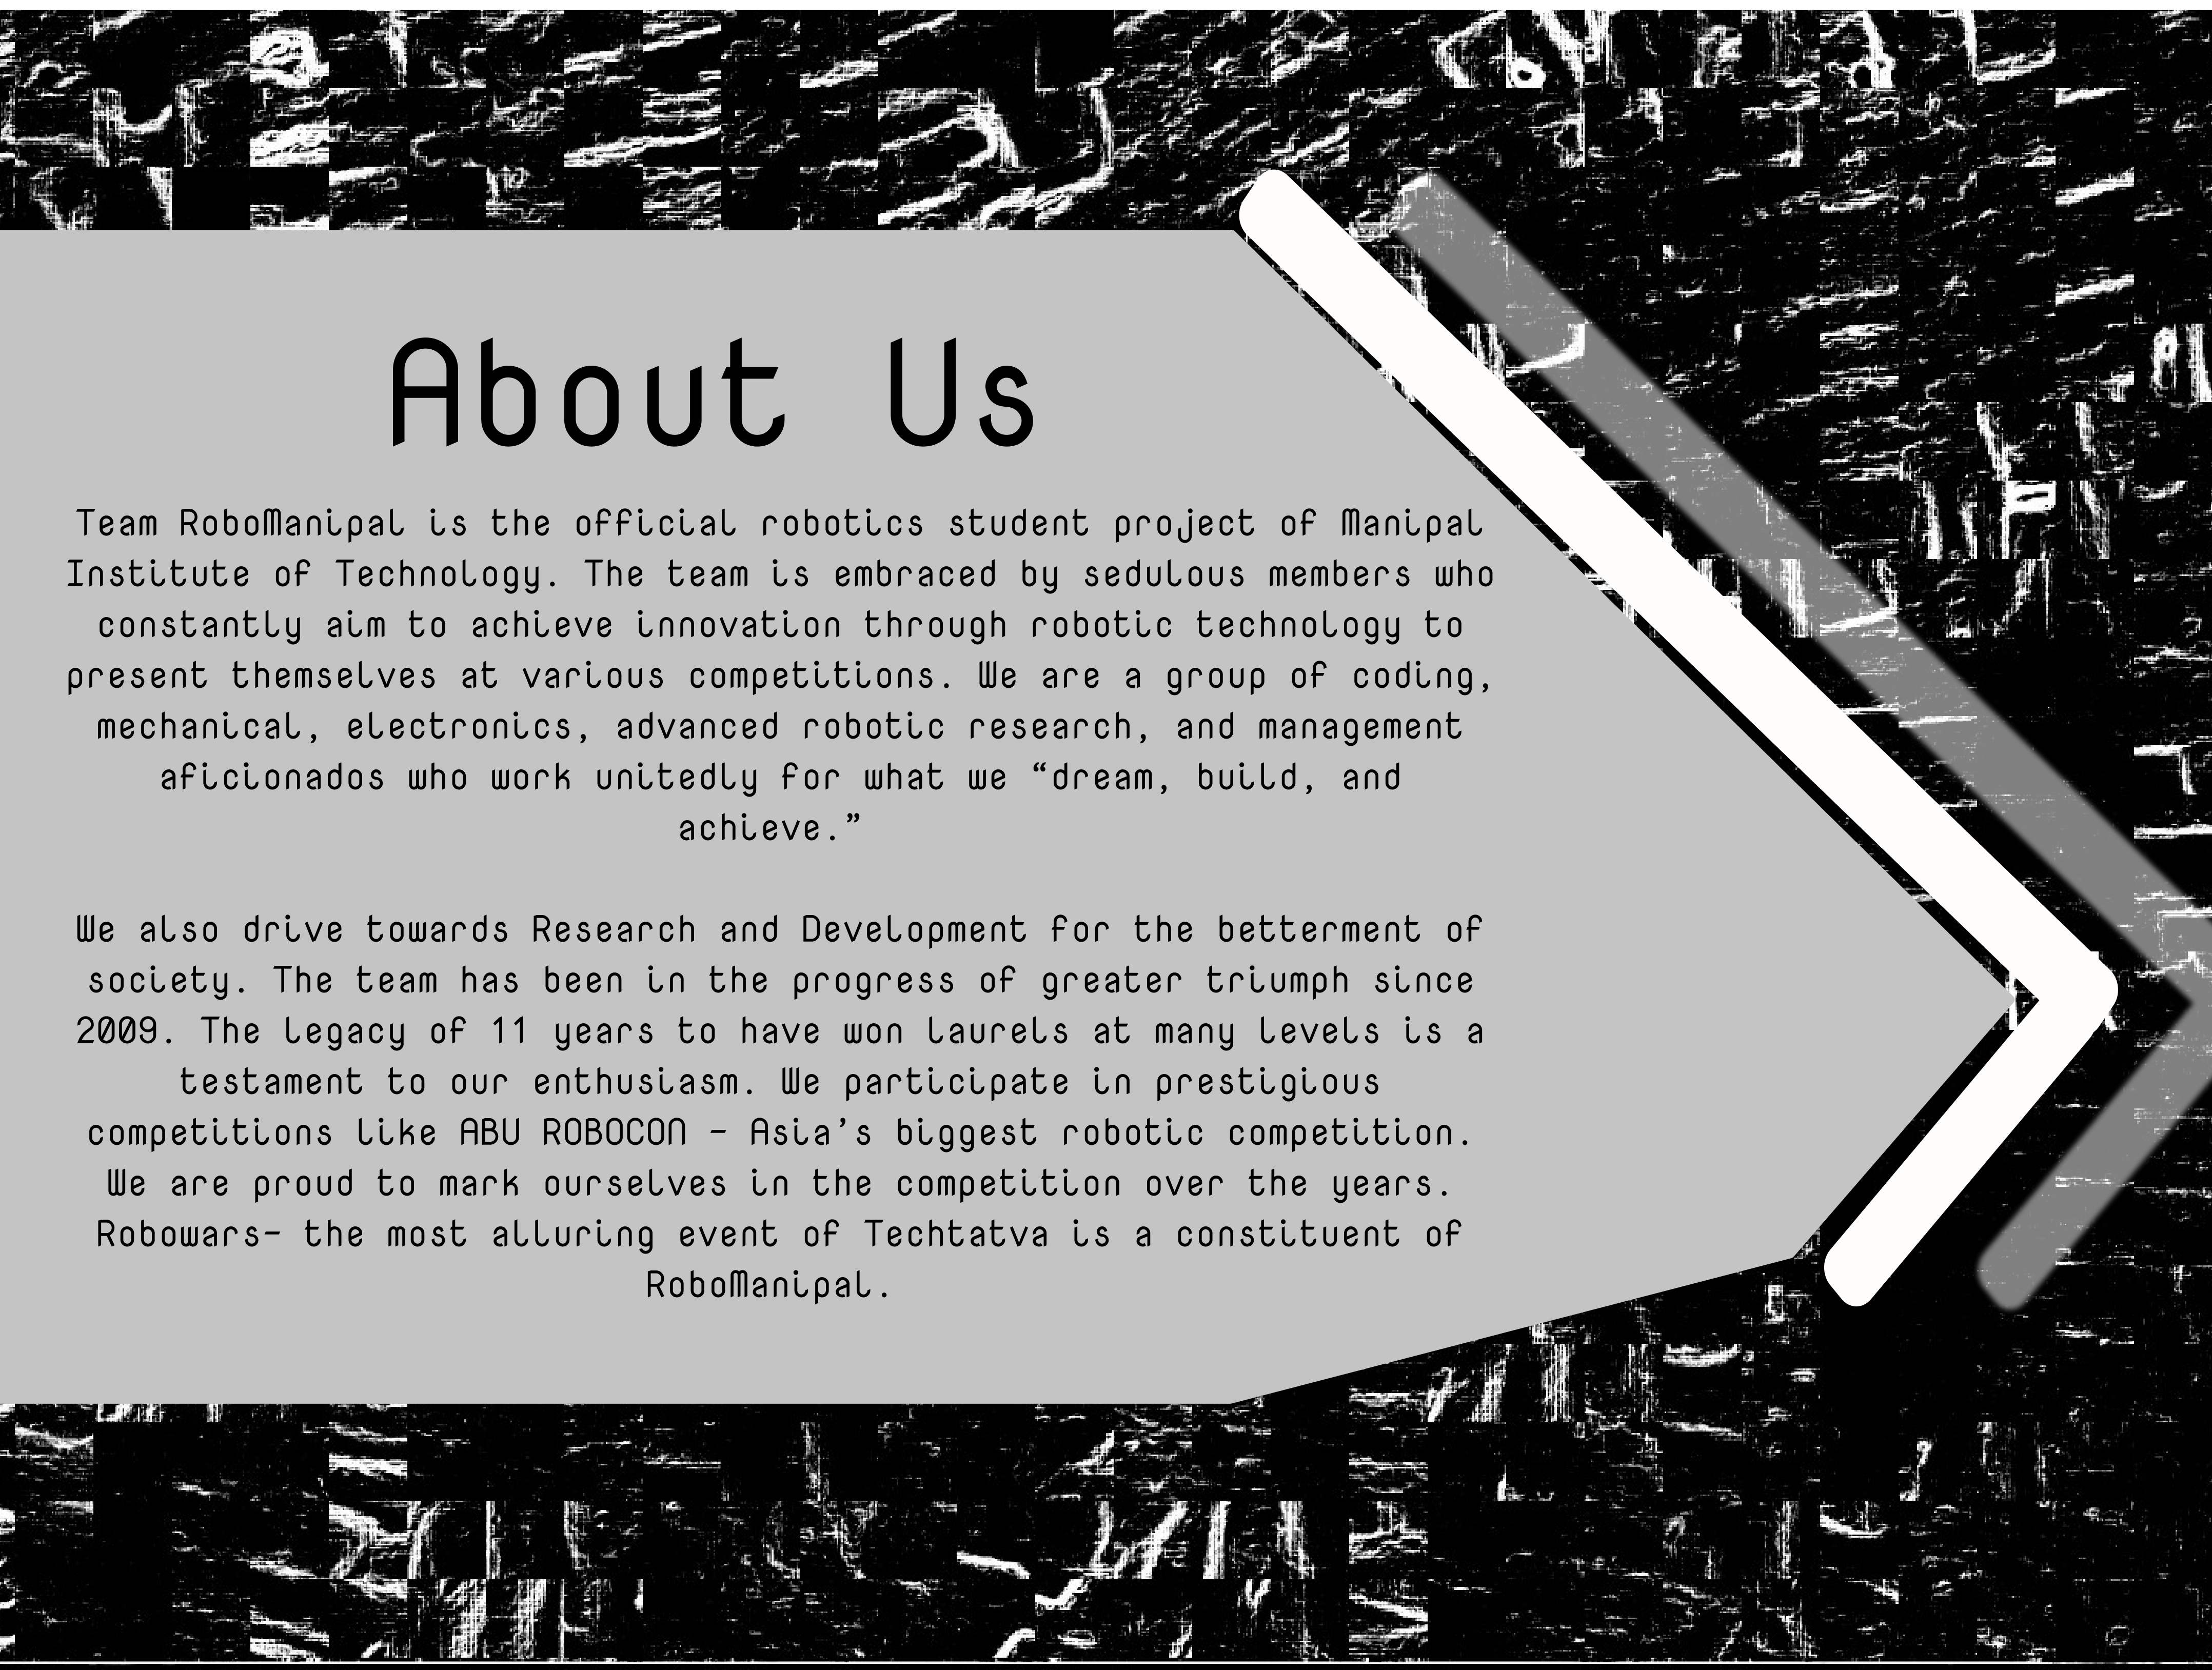 About Us
Team RoboManipal is the official robotics student project of Manipal
Institute of Technology. The team is embraced by sedulous members who
constantly aim to achieve innovation through robotic technology to
present themselves at various competitions. We are a group of coding,
mechanical, electronics, advanced robotic research, and management
aficionados who work unitedly for what we “dream, build, and
achieve.”
We also drive towards Research and Development for the betterment of
society. The team has been in the progress of greater triumph since
2009. The legacy of 11 years to have won laurels at many levels is a
testament to our enthusiasm. We participate in prestigious
competitions like ABU ROBOCON - Asia’s biggest robotic competition.
We are proud to mark ourselves in the competition over the years.
Robowars- the most alluring event of Techtatva is a constituent of
RoboManipal.